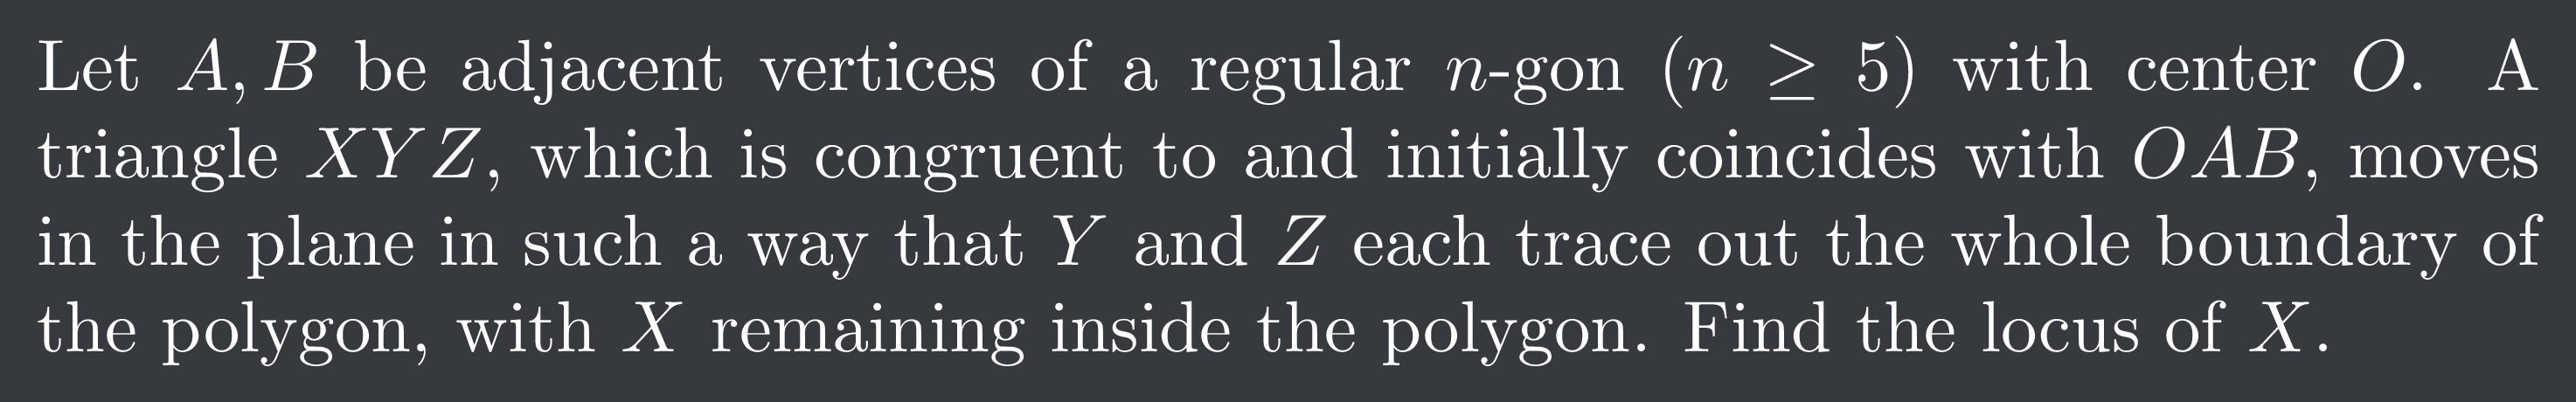 Let A, B be adjacent vertices of a regular n-gon (n ≥ 5) with center O. A
triangle XYZ, which is congruent to and initially coincides with OAB, moves
in the plane in such a way that Y and Z each trace out the whole boundary of
the polygon, with X remaining inside the polygon. Find the locus of X.